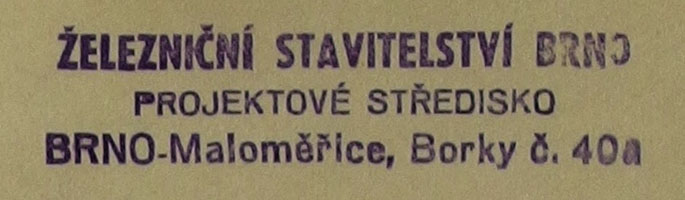 ŽELEZNIČNÍ STAVITELSTVÍ BRNO
PROJEKTOVÉ STŘEDISKO
BRNO-Maloměřice, Borky č. 40a